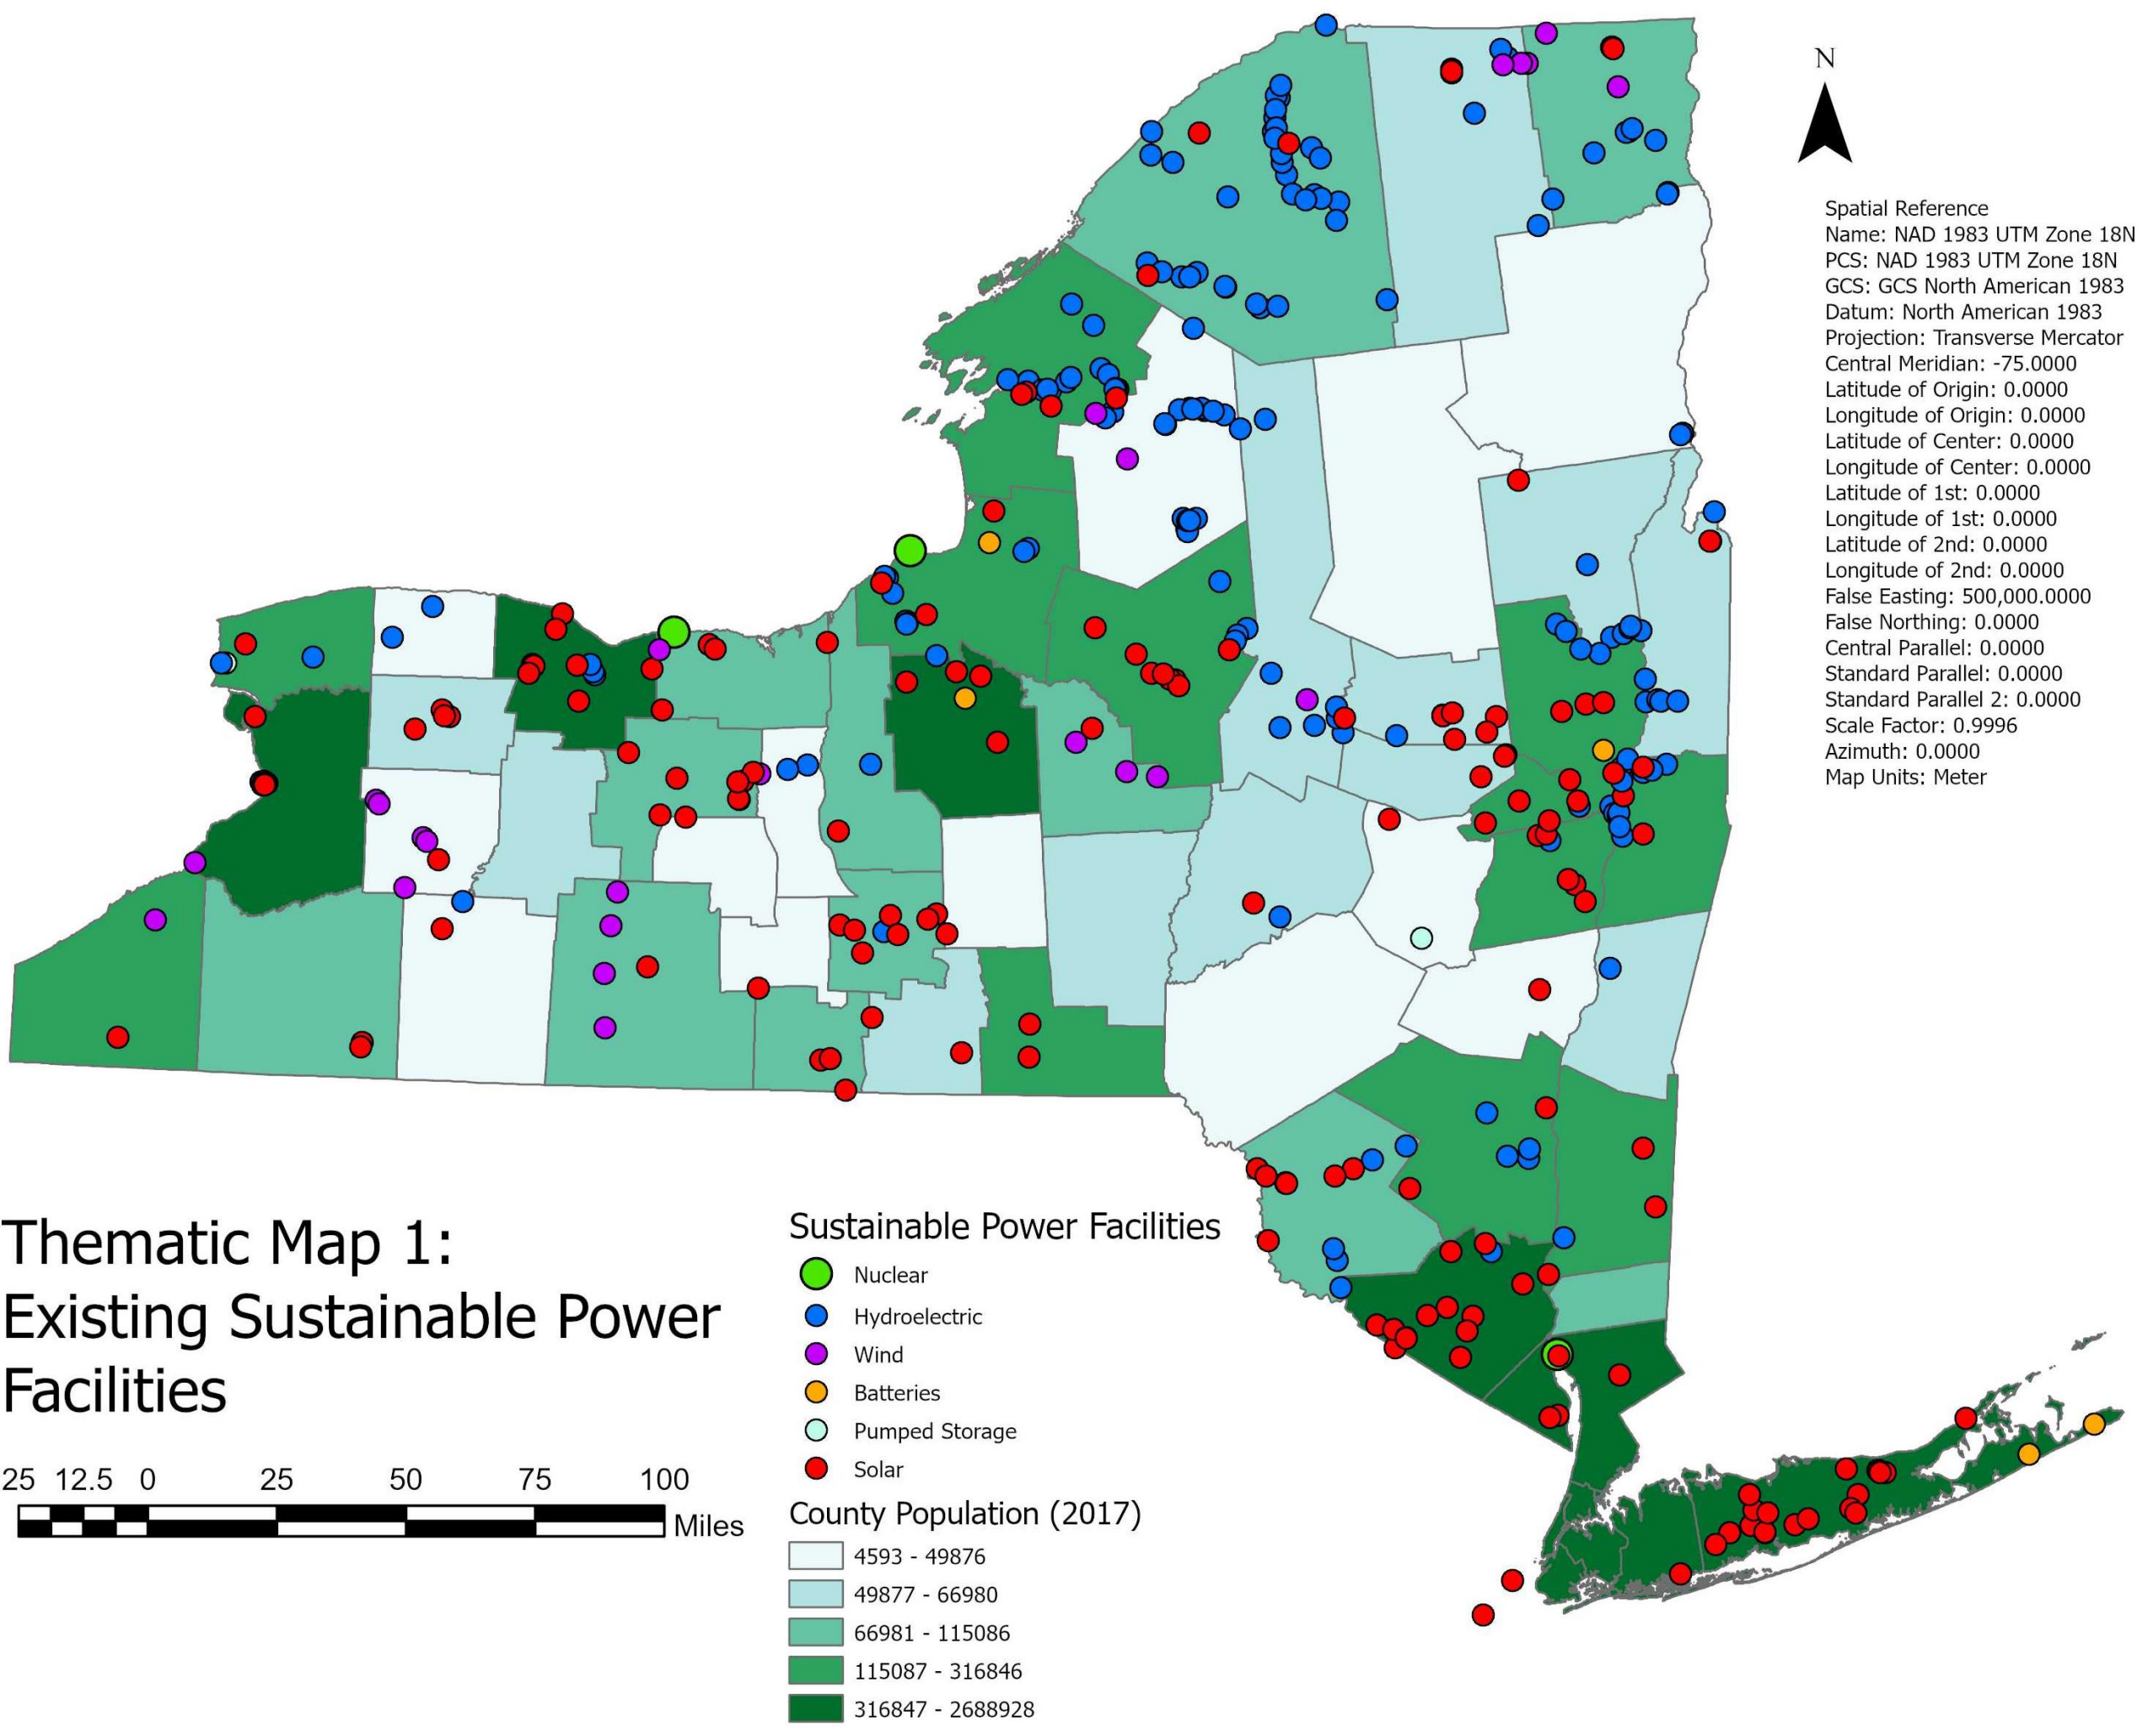 N
Spatial Reference
Name: NAD 1983 UTM Zone 18N
PCS: NAD 1983 UTM Zone 18N
GCS: GCS North American 1983
Datum: North American 1983
Projection: Transverse Mercator
Central Meridian: -75.0000
Latitude of Origin: 0.0000
Longitude of Origin: 0.0000
Latitude of Center: 0.0000
Longitude of Center: 0.0000
Latitude of 1st: 0.0000
Longitude of 1st: 0.0000
Latitude of 2nd: 0.0000
Longitude of 2nd: 0.0000
False Easting: 500,000.0000
False Northing: 0.0000
Central Parallel: 0.0000
Standard Parallel: 0.0000
Standard Parallel 2: 0.0000
Scale Factor: 0.9996
Azimuth: 0.0000
Map Units: Meter
Thematic Map 1:
Existing Sustainable Power
Facilities
25 12.5 0 25 50 75 100
Miles
Sustainable Power Facilities
Nuclear
Hydroelectric
Wind
Batteries
Pumped Storage
Solar
County Population (2017)
4593 - 49876
49877 - 66980
66981 - 115086
115087 - 316846
316847 - 2688928